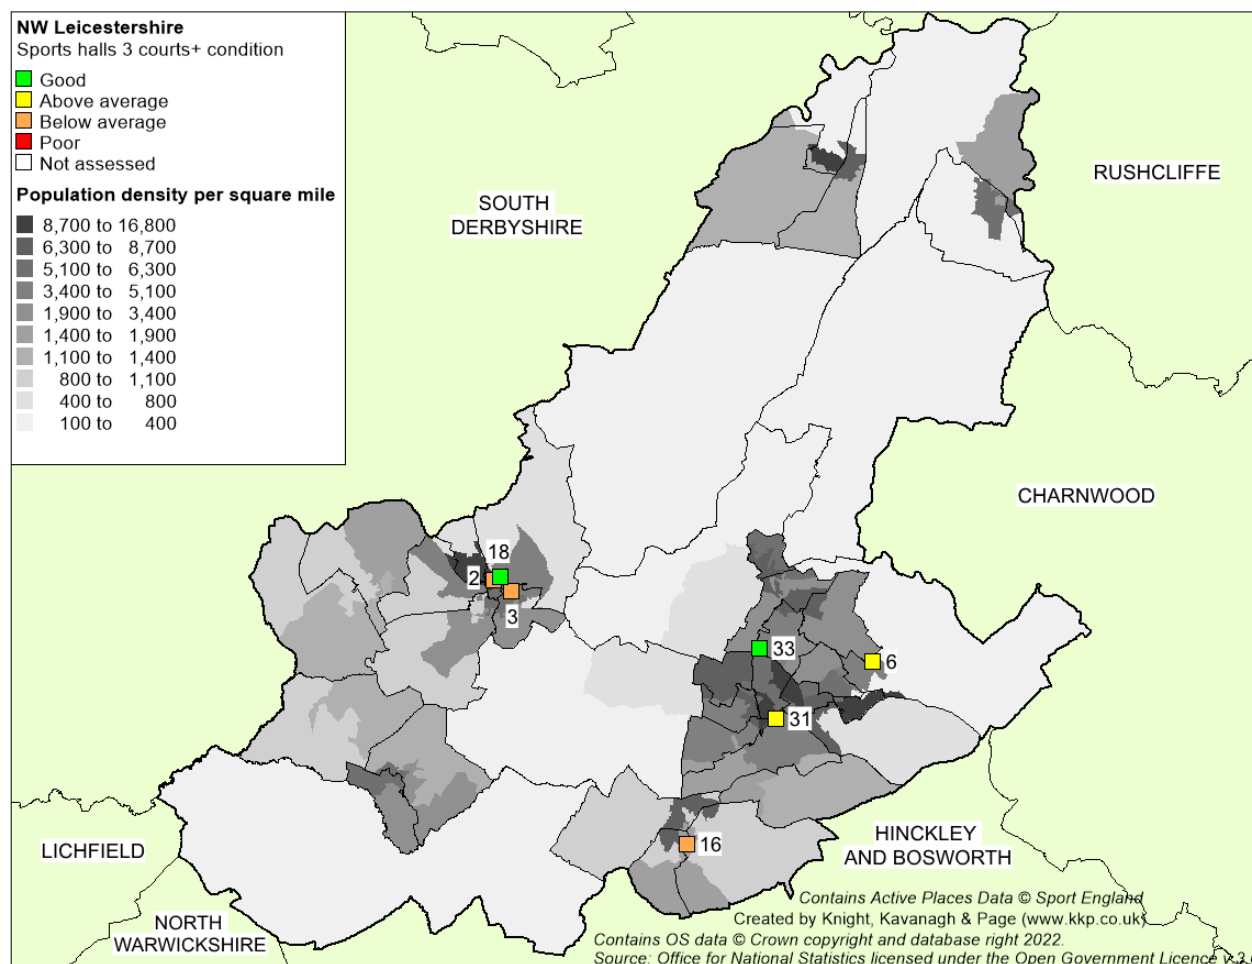 NW Leicestershire
Sports halls 3 courts+ condition
Good
Above average
Below average
Poor
Not assessed
Population density per square mile
8,700 to 16,800
6,300 to 8,700
5,100 to 6,300
3,400 to 5,100
1,900 to 3,400
1,400 to 1,900
1,100 to 1,400
800 to 1,100
400 to 800
100 to 400
SOUTH
DERBYSHIRE
RUSHCLIFFE
CHARNWOOD
18
2
3
33
6
31
16
LICHFIELD
NORTH
WARWICKSHIRE
HINCKLEY
AND BOSWORTH
Contains Active Places Data © Sport England
Created by Knight, Kavanagh & Page (www.kkp.co.uk)
Contains OS data © Crown copyright and database right 2022.
Source: Office for National Statistics licensed under the Open Government Licence